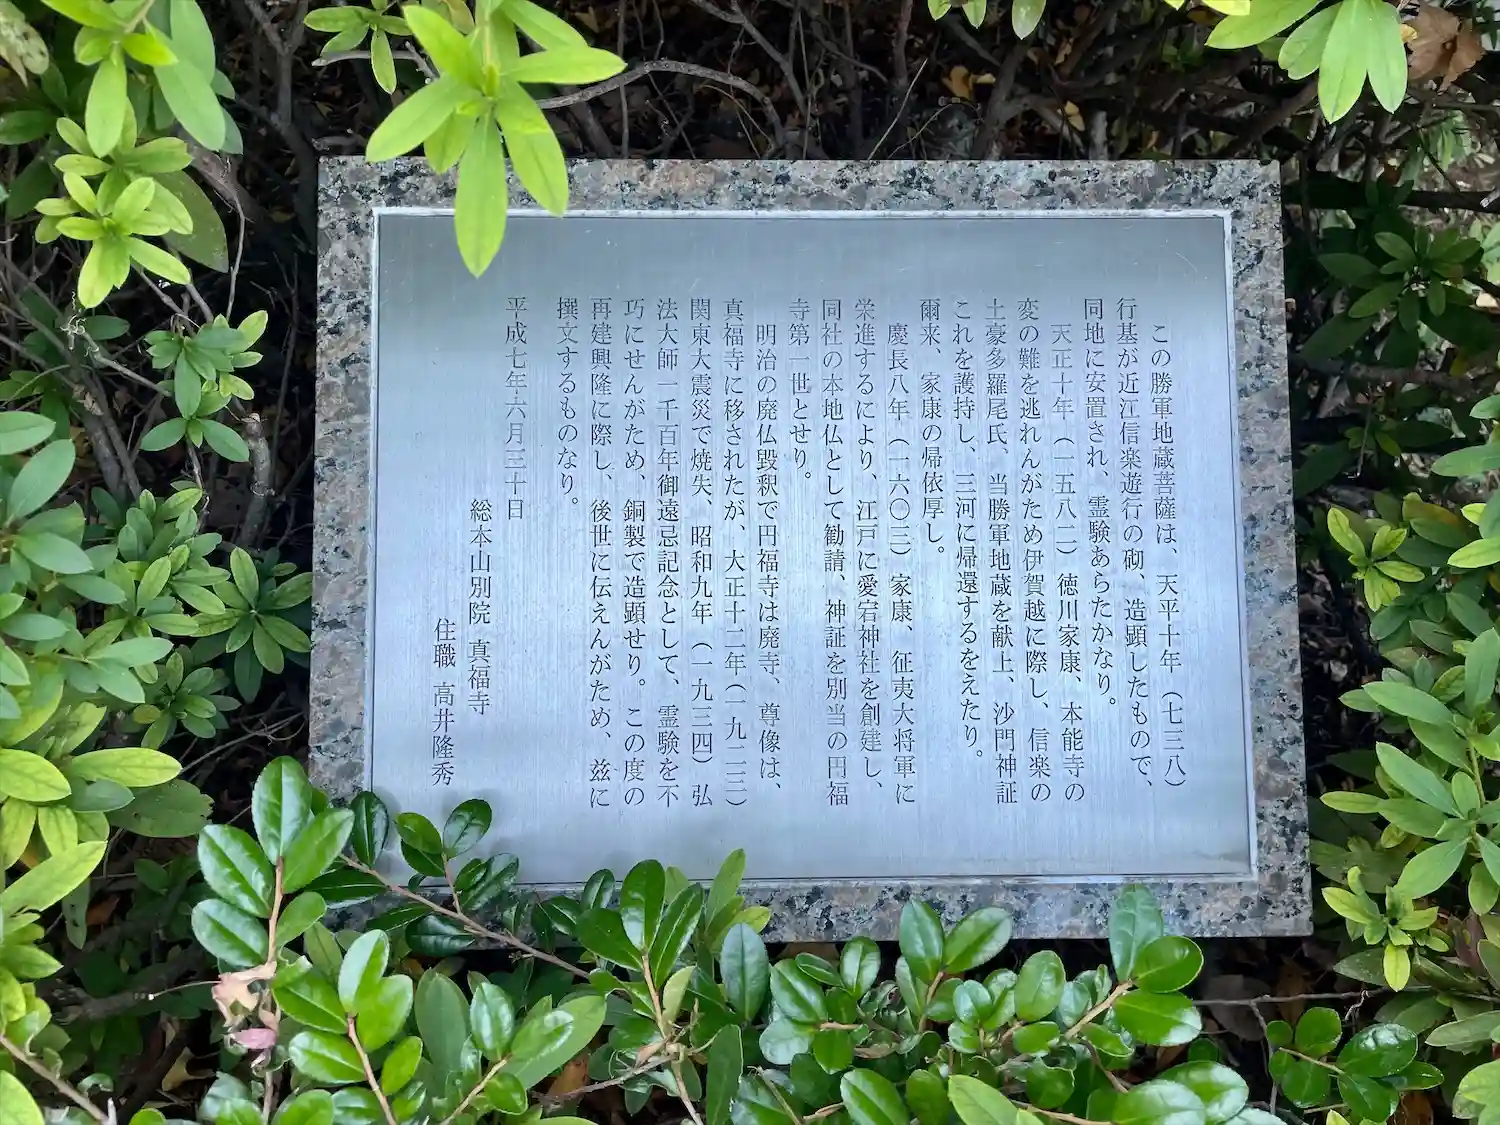 この勝軍地蔵菩薩は、天平十年（七三八）
行基が近江信楽遊行の砌、造顕したもので、
同地に安置され、霊験あらたかなり。
天正十年（一五八二）徳川家康、本能寺の
変の難を逃れんがため伊賀越に際し、信楽の
土豪多羅尾氏、当勝軍地蔵を献上、沙門神証
これを護持し、三河に帰還するをえたり。
爾来、家康の帰依厚し。
慶長八年（一六〇三）家康、征夷大将軍に
栄進するにより、江戸に愛宕神社を創建し、
同社の本地仏として勧請、神証を別当の円福
寺第一世とせり。
明治の廃仏毀釈で円福寺は廃寺、尊像は、
真福寺に移されたが、大正十二年（一九二三）
関東大震災で焼失、昭和九年（一九三四）弘
法大師一千百年御遠忌記念として、霊験を不
巧にせんがため、銅製で造顕せり。この度の
再建興隆に際し、後世に伝えんがため、玆に
撰文するものなり。
平成七年六月三十日
総本山別院 真福寺
住職 高井隆秀